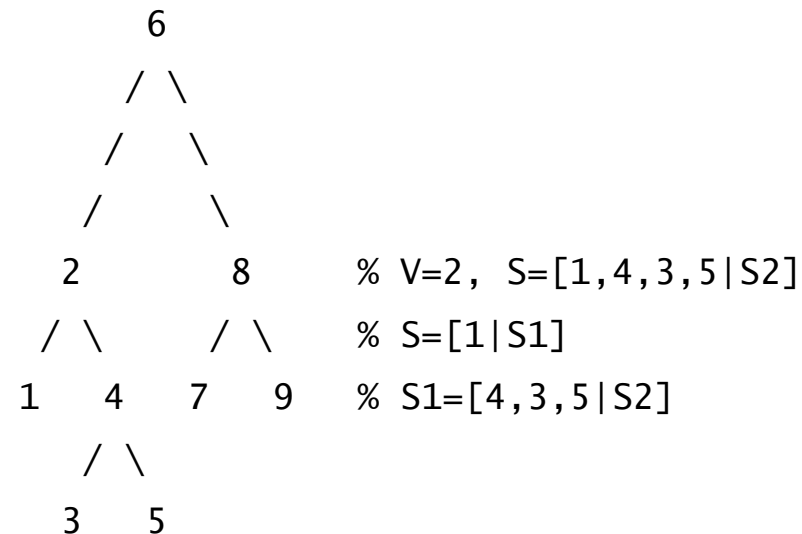 6
/ \
/ \
/ \
2 8 % V=2, S=[1,4,3,5|S2]
/ \ / \ % S=[1|S1]
1 4 7 9 % S1=[4,3,5|S2]
/ \
3 5